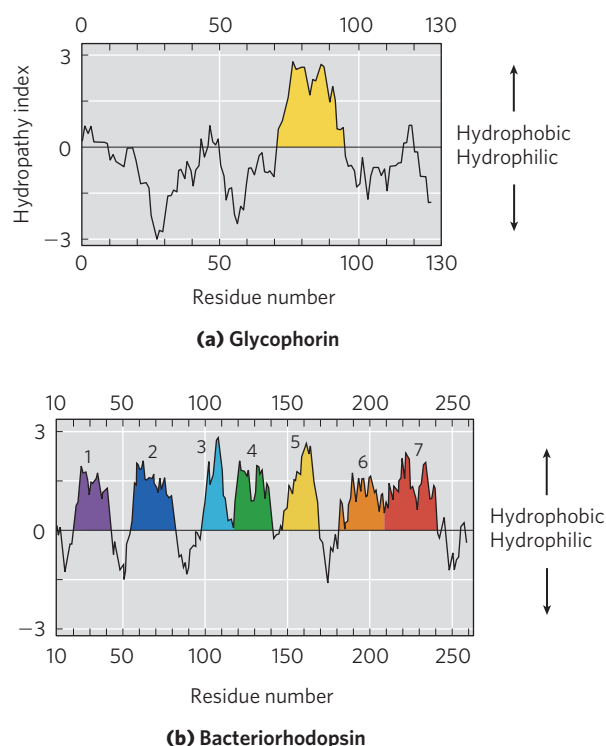 0 50 100 130
3
0
−3
Hydropathy index
Hydrophobic
Hydrophilic
0 50 100 130
Residue number
(a) Glycophorin
10 50 100 150 200 250
3
0
−3
1 2 3 4 5 6 7
Hydrophobic
Hydrophilic
10 50 100 150 200 250
Residue number
(b) Bacteriorhodopsin